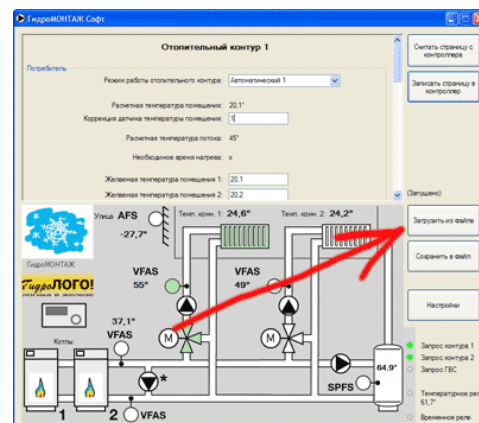 ГидроМОНТАЖ Софт
Отопительный контур 1
Считать страницу с
контроллера
Потребитель
Режим работы отопительного контура: Автоматический 1
Записать страницу в
контроллер
Расчетная температура помещения: 20,1°
Коррекция датчика температуры помещения: 1
Расчетная температура потока: 45°
Необходимое время нагрева: x
Желаемая температура помещения 1: 20,1
Желаемая температура помещения 2: 20,2
(Запущено)
Улица AFS
-27,7°
Темп. комн. 1: 24,6°
Темп. комн. 2: 24,2°
Загрузить из файла
ГидроМОНТАЖ
Сохранить в файл
ГидроЛОГО!
VFAS
55°
VFAS
49°
Настройки
37,1°
VFAS
M
M
Котлы:
Запрос контура 1
Запрос контура 2
Запрос ГВС
64,9°
*
SPFS
Температурное рел
61,7°
1
2
VFAS
Временное реле